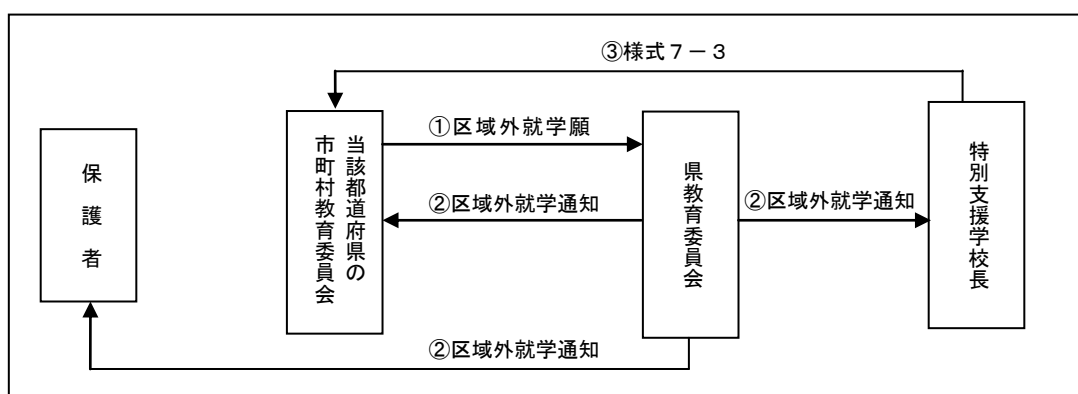 ③様式７－３
①区域外就学願
②区域外就学通知
②区域外就学通知
②区域外就学通知
保護者
当該都道府県の
市町村教育委員会
県教育委員会
特別支援学校長